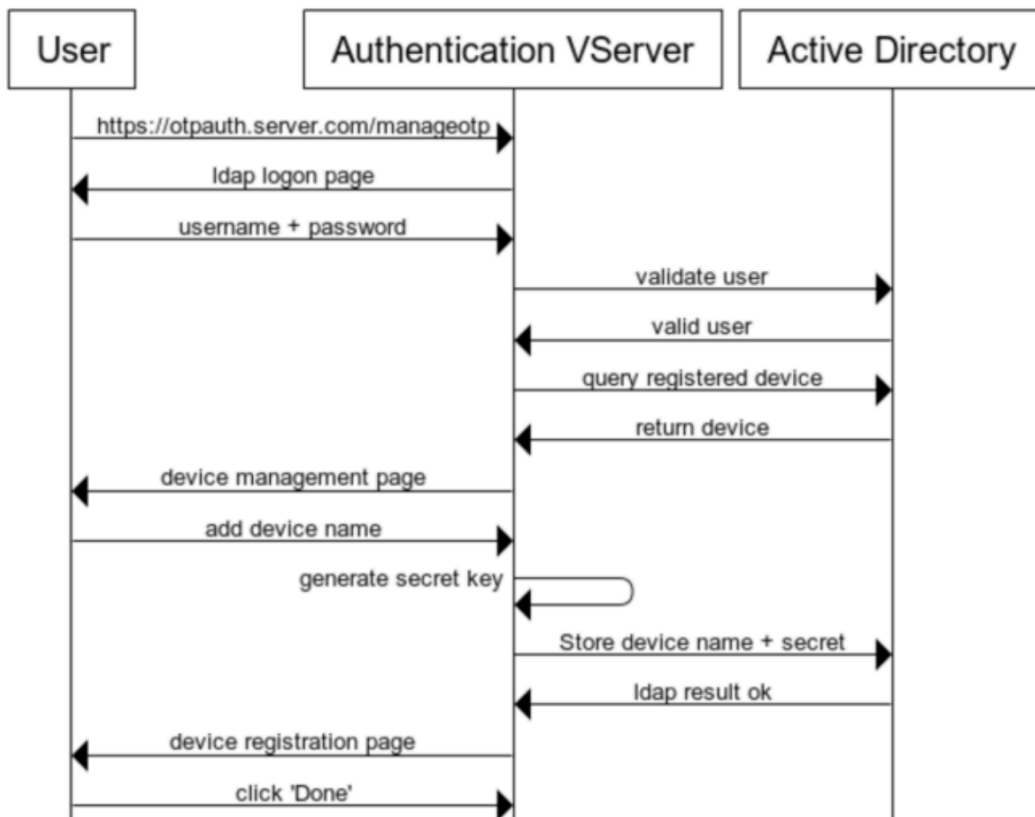 User
Authentication VServer
Active Directory
https://otpauth.server.com/manageotp
ldap logon page
username + password
validate user
valid user
query registered device
return device
device management page
add device name
generate secret key
Store device name + secret
ldap result ok
device registration page
click 'Done'